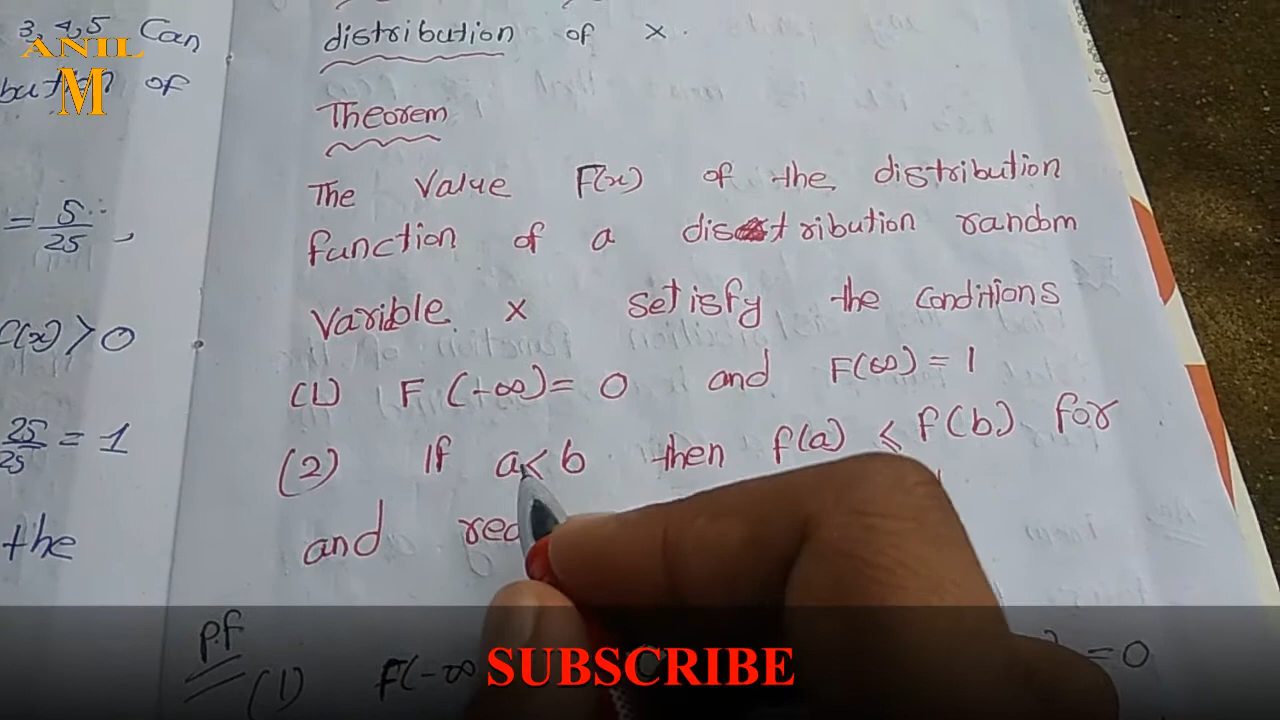 3, 4, 5 Can
ANIL
M
of
= 5/25 ,
f(x) > 0
25/25 = 1
the
distribution of x.
Theorem
The Value F(x) of the distribution
function of a distribution random
Varible x setisfy the conditions
(1) F (-∞) = 0 and F(∞) = 1
(2) If a < b then f(a) ≤ f(b) for
and
p.f
(1) F(-∞ = 0
SUBSCRIBE